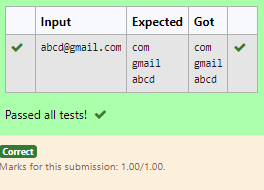 Input Expected Got
abcd@gmail.com com com
gmail gmail
abcd abcd
Passed all tests!
Correct
Marks for this submission: 1.00/1.00.